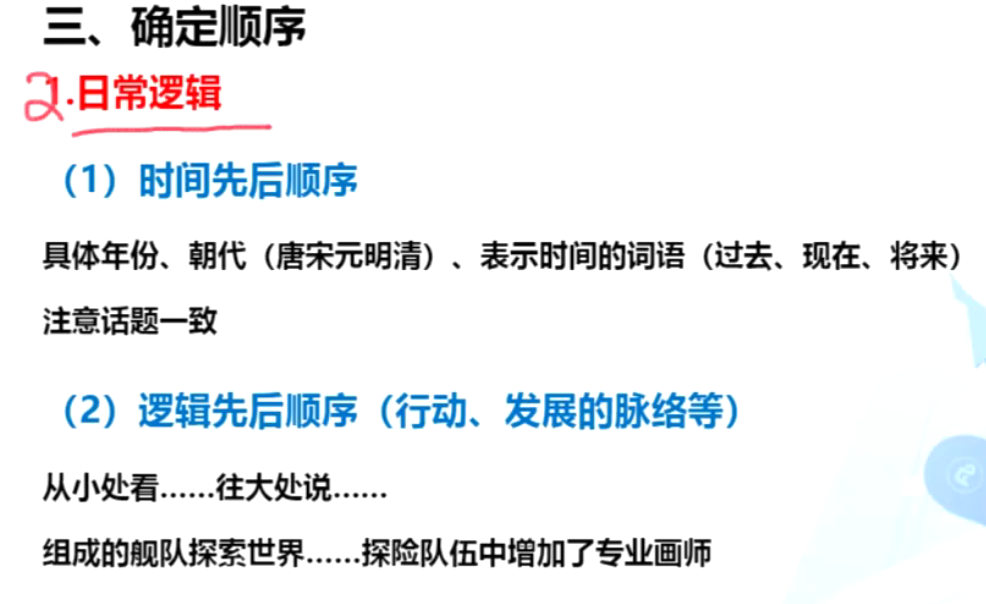 三、确定顺序
21.日常逻辑
（1）时间先后顺序
具体年份、朝代（唐宋元明清）、表示时间的词语（过去、现在、将来）
注意话题一致
（2）逻辑先后顺序（行动、发展的脉络等）
从小处看……往大处说……
组成的舰队探索世界……探险队伍中增加了专业画师